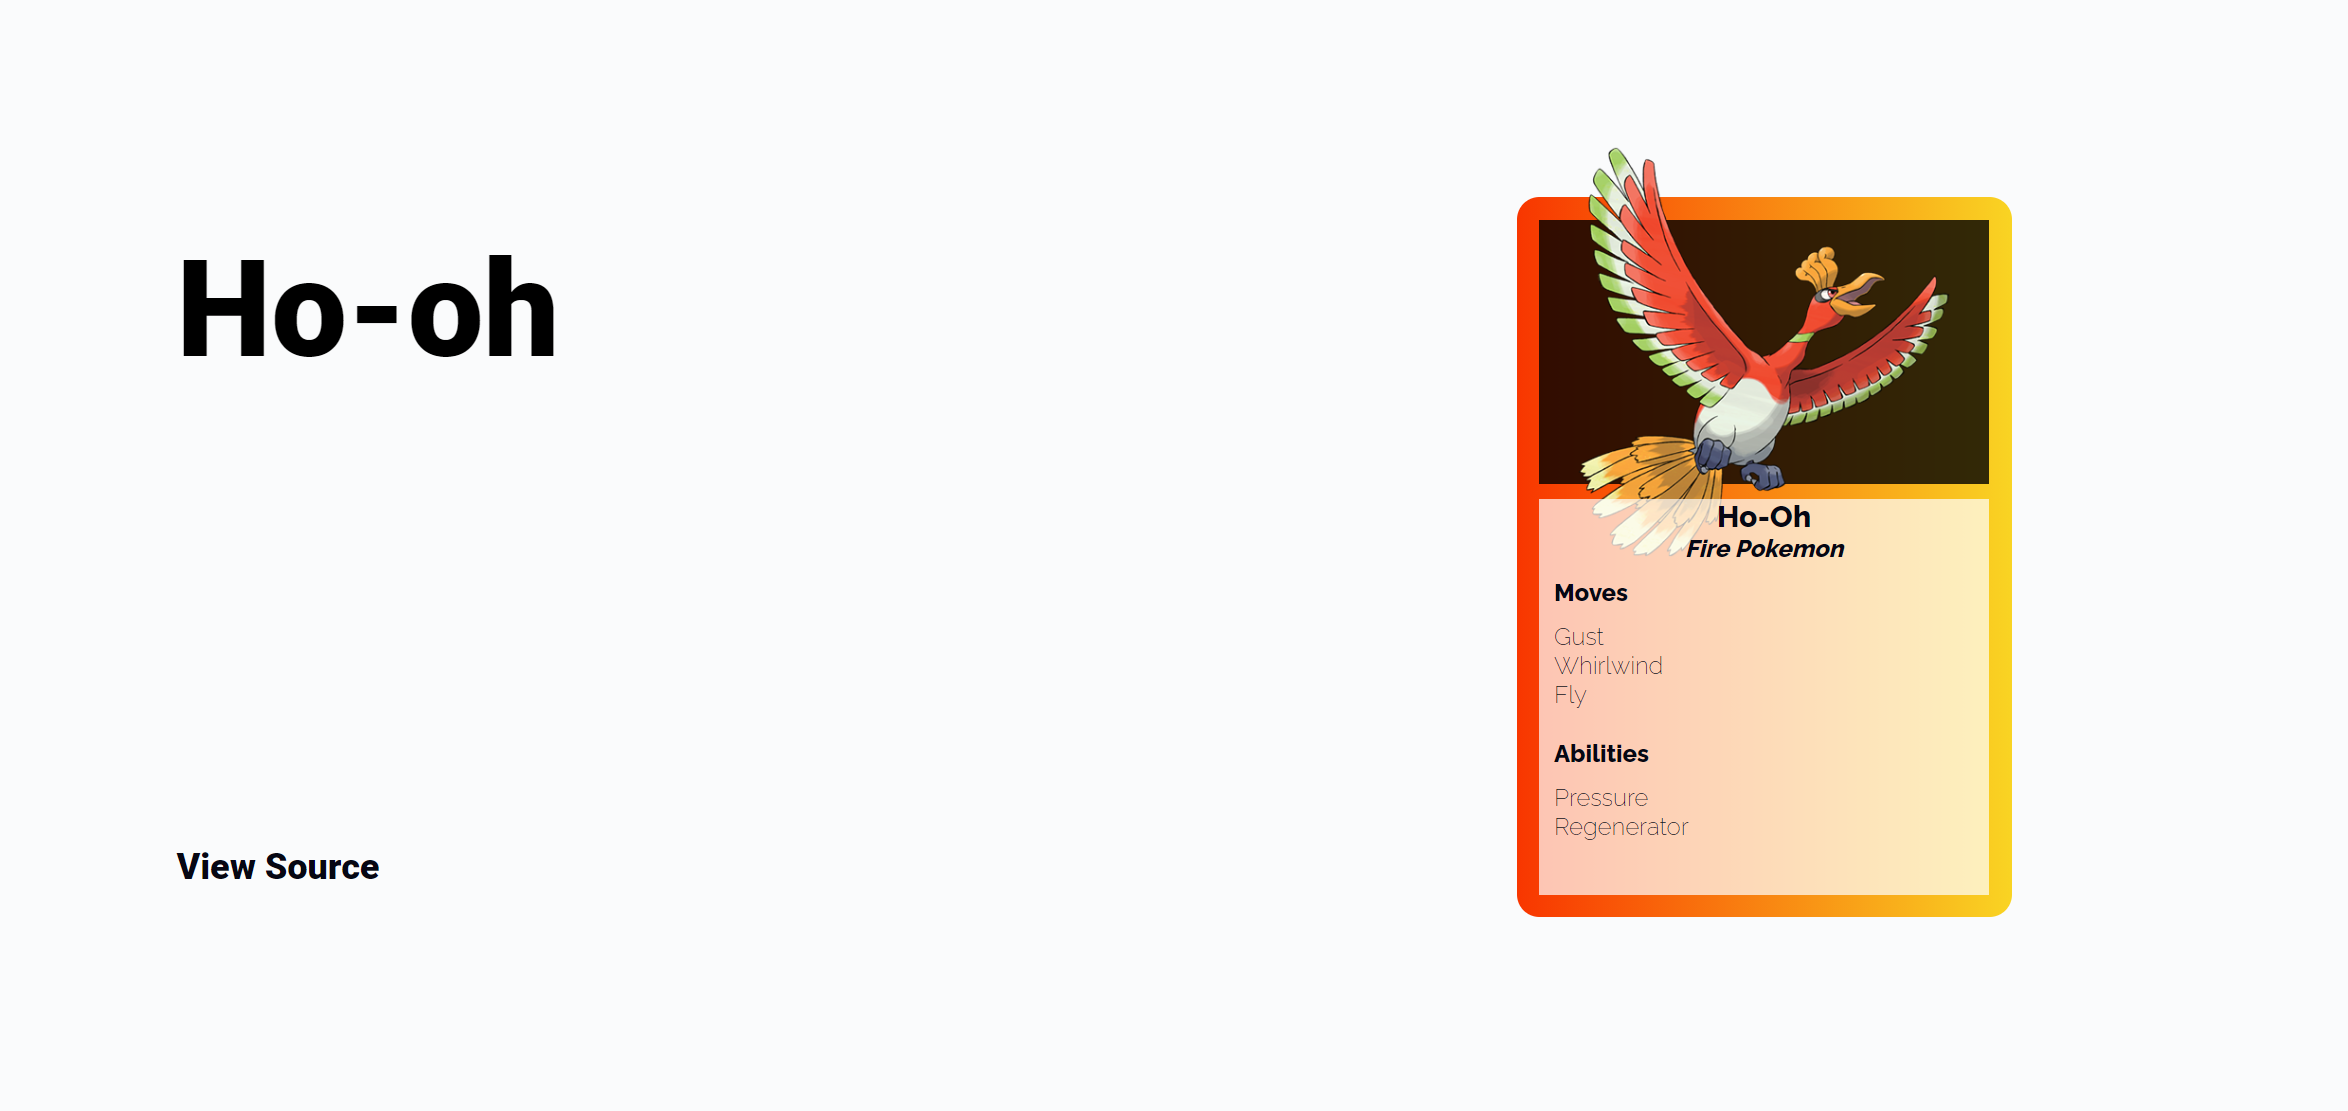 Ho-oh
View Source
Ho-Oh
Fire Pokemon
Moves
Gust
Whirlwind
Fly
Abilities
Pressure
Regenerator